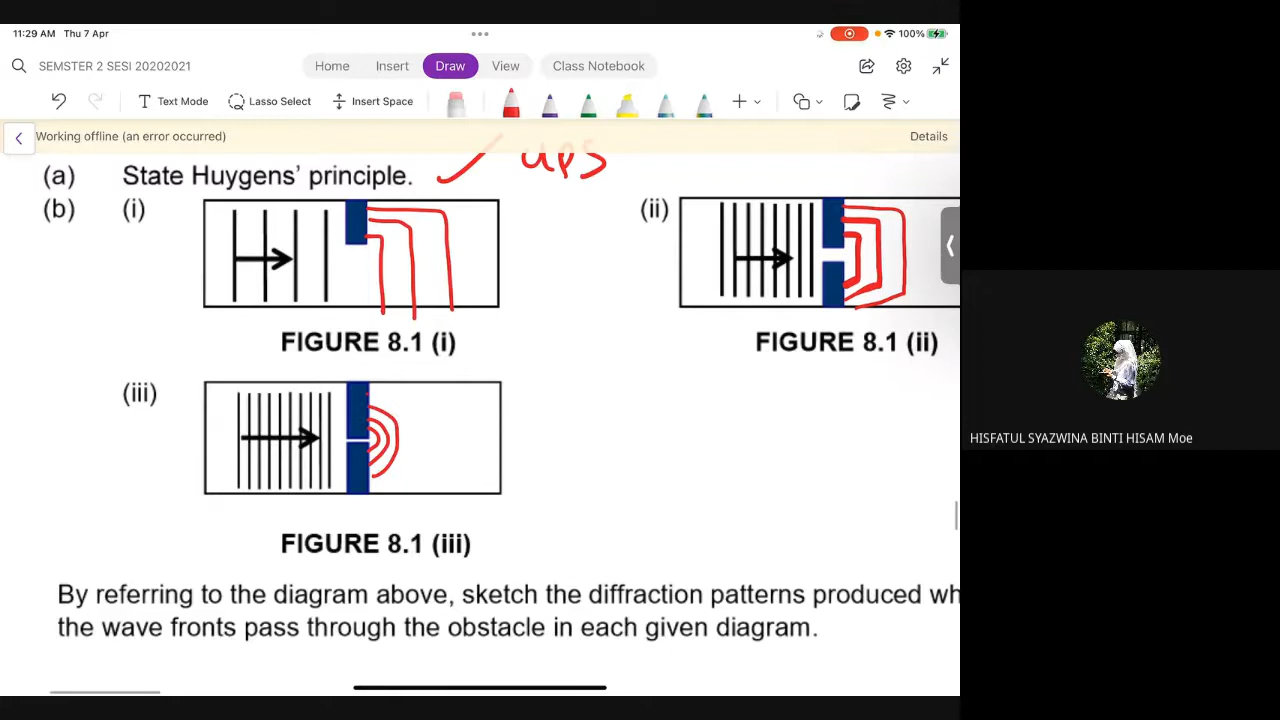 11:29 AM Thu 7 Apr
100%
SEMSTER 2 SESI 20202021
Home Insert Draw View Class Notebook
Text Mode Lasso Select Insert Space
Working offline (an error occurred) Details
ups
(a) State Huygens' principle.
(b) (i) (ii)
FIGURE 8.1 (i) FIGURE 8.1 (ii)
(iii)
FIGURE 8.1 (iii)
By referring to the diagram above, sketch the diffraction patterns produced wh
the wave fronts pass through the obstacle in each given diagram.
HISFATUL SYAZWINA BINTI HISAM Moe